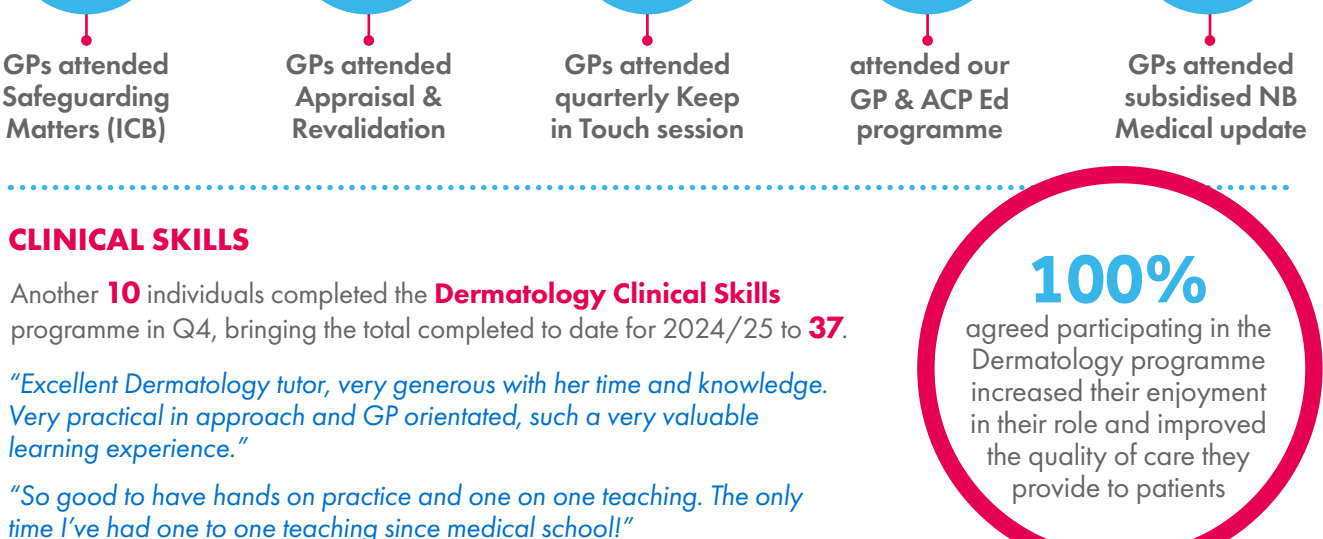 GPs attended
Safeguarding
Matters (ICB)
GPs attended
Appraisal &
Revalidation
GPs attended
quarterly Keep
in Touch session
attended our
GP & ACP Ed
programme
GPs attended
subsidised NB
Medical update
CLINICAL SKILLS
Another 10 individuals completed the Dermatology Clinical Skills
programme in Q4, bringing the total completed to date for 2024/25 to 37.
"Excellent Dermatology tutor, very generous with her time and knowledge.
Very practical in approach and GP orientated, such a very valuable
learning experience."
"So good to have hands on practice and one on one teaching. The only
time I've had one to one teaching since medical school!"
100%
agreed participating in the
Dermatology programme
increased their enjoyment
in their role and improved
the quality of care they
provide to patients